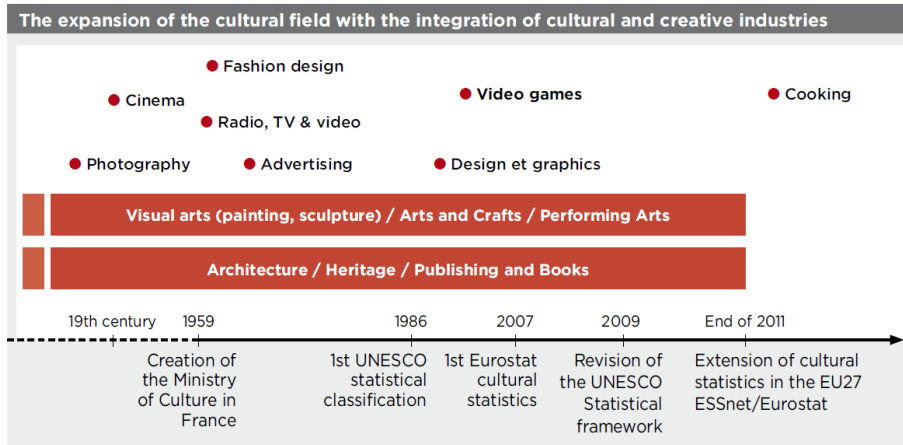 The expansion of the cultural field with the integration of cultural and creative industries
Fashion design
Video games
Cooking
Cinema
Radio, TV & video
Photography
Advertising
Design et graphics
Visual arts (painting, sculpture) / Arts and Crafts / Performing Arts
Architecture / Heritage / Publishing and Books
19th century
1959
1986
2007
2009
End of 2011
Creation of
the Ministry
of Culture in
France
1st UNESCO
statistical
classification
1st Eurostat
cultural
statistics
Revision of
the UNESCO
Statistical
framework
Extension of cultural
statistics in the EU27
ESSnet/Eurostat